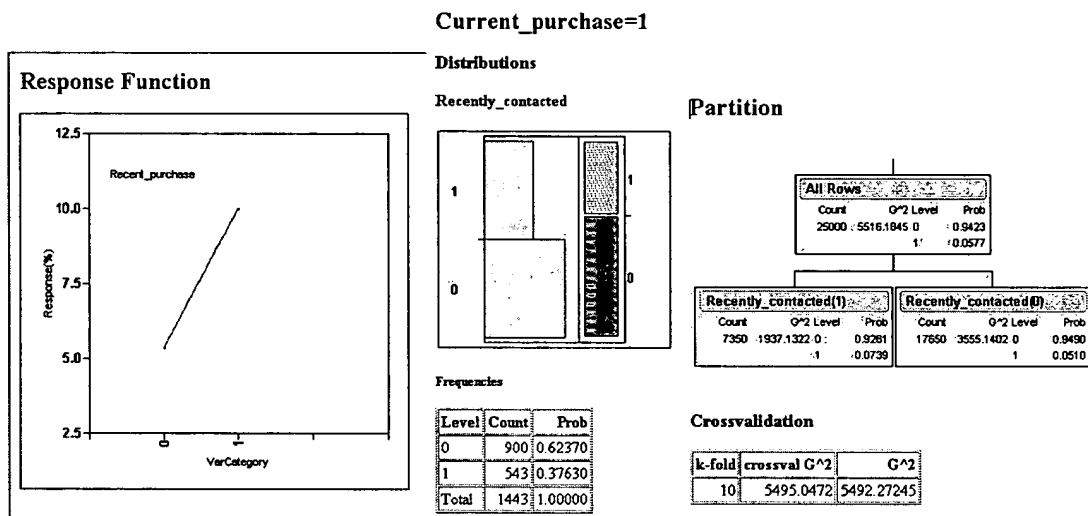 Current_purchase=1
Response Function
12.5
10.0
7.5
5.0
2.5
Response(%)
Recent_purchase
0
1
VarCategory
Distributions
Recently_contacted
1
0
1
0
Frequencies
Level Count Prob
0 900 0.62370
1 543 0.37630
Total 1443 1.00000
Partition
All Rows
Count G^2 Level Prob
25000 5516.1845 0 0.9423
1 0.0577
Recently_contacted(1)
Count G^2 Level Prob
7350 1937.1322 0 0.9261
1 0.0739
Recently_contacted(0)
Count G^2 Level Prob
17650 3555.1402 0 0.9490
1 0.0510
Crossvalidation
k-fold crossval G^2 G^2
10 5495.0472 5492.27245